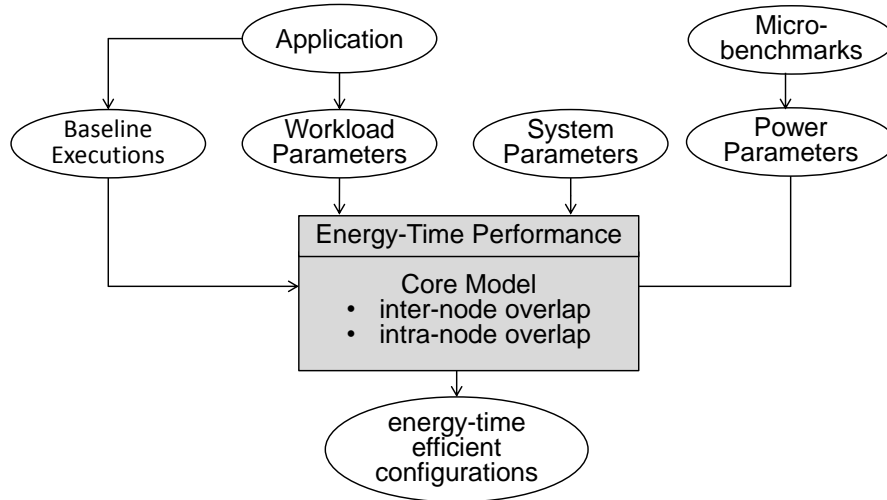 Application
Micro-
benchmarks
Baseline
Executions
Workload
Parameters
System
Parameters
Power
Parameters
Energy-Time Performance
Core Model
• inter-node overlap
• intra-node overlap
energy-time
efficient
configurations